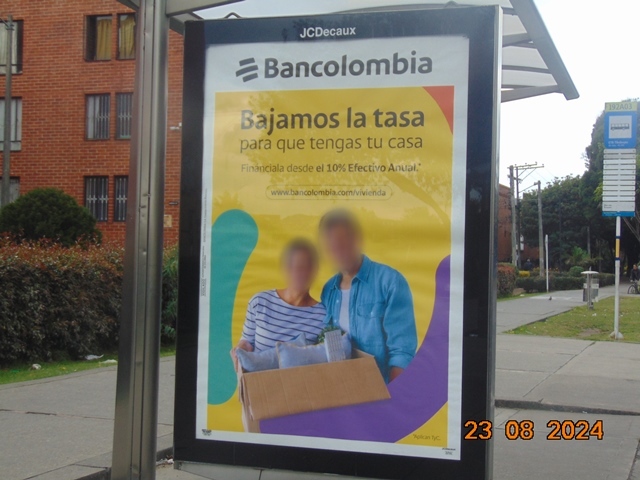 JCDecaux
Bancolombia
Bajamos la tasa
para que tengas tu casa
Finánciala desde el 10% Efectivo Anual.*
www.bancolombia.com/vivienda
23 08 2024